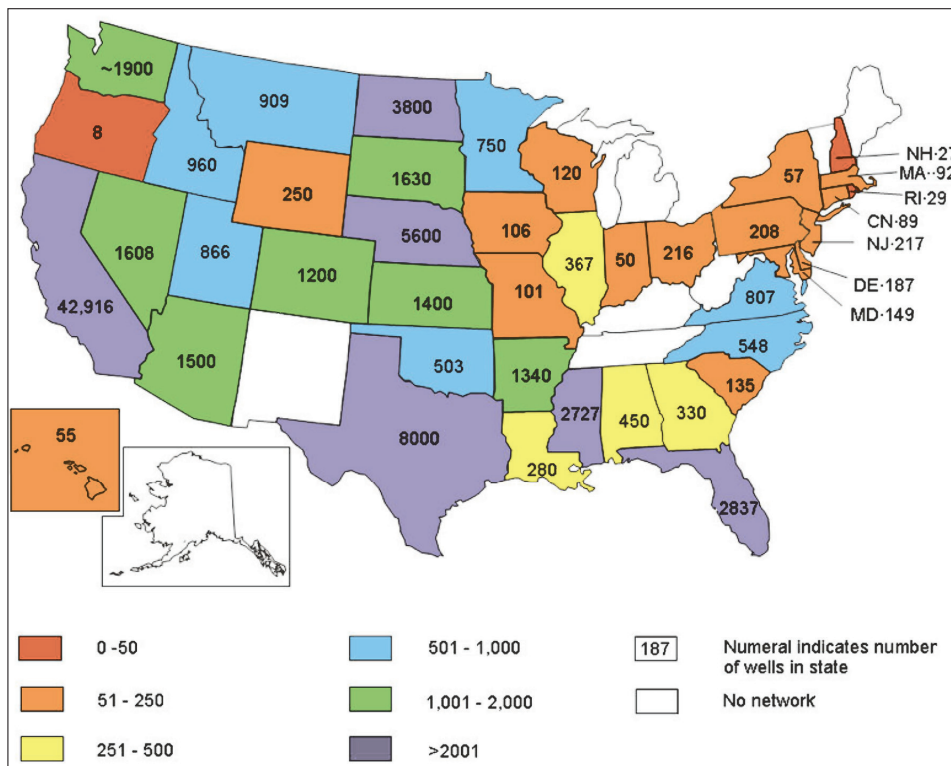 ~1900
909
3800
750
8
960
250
1630
120
57
NH·27
MA··92
RI·29
CN·89
NJ·217
DE·187
MD·149
1608
866
1200
5600
106
367
50
216
208
42,916
1400
101
807
1500
503
1340
548
135
8000
2727
450
330
280
2837
55
0 -50
51 - 250
251 - 500
501 - 1,000
1,001 - 2,000
>2001
187
Numeral indicates number
of wells in state
No network